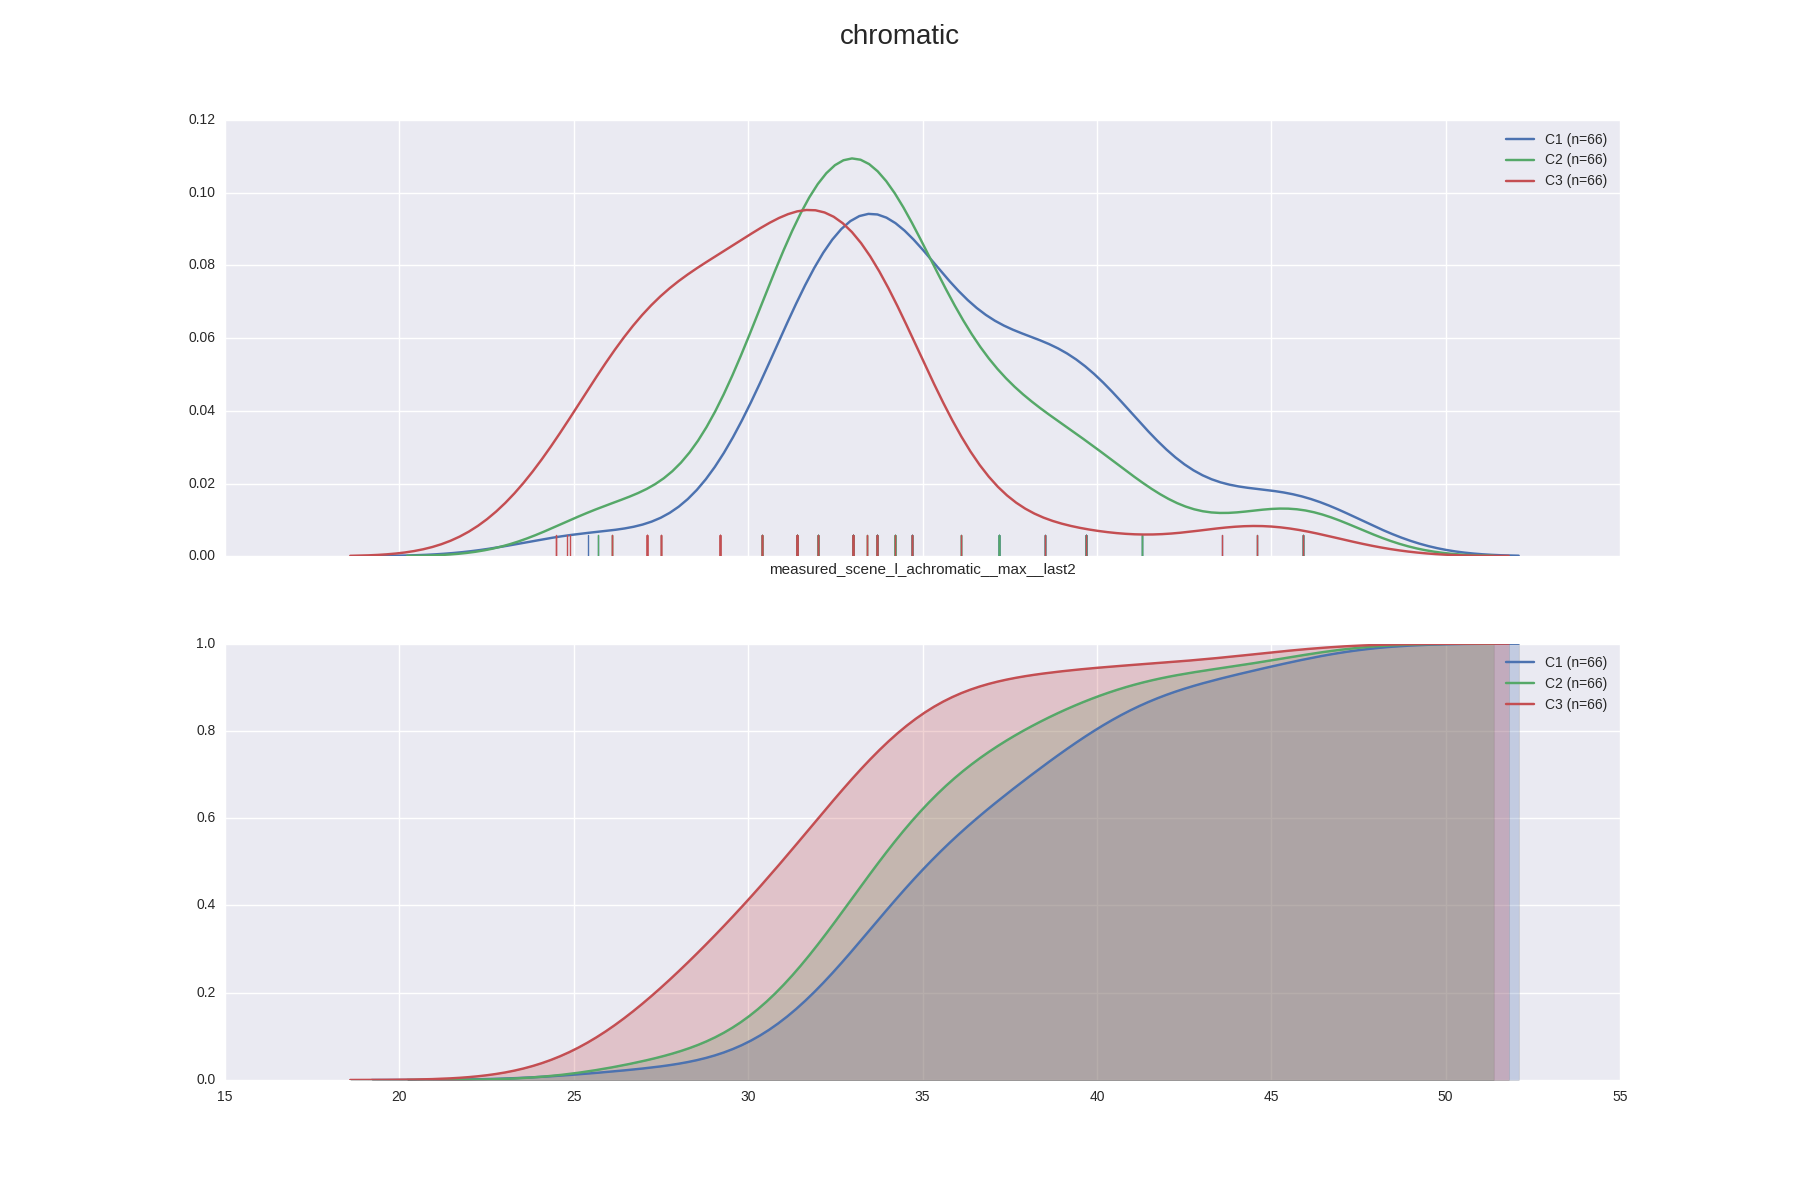 chromatic
0.12
0.10
0.08
0.06
0.04
0.02
0.00
C1 (n=66)
C2 (n=66)
C3 (n=66)
measured_scene_l_achromatic__max__last2
1.0
0.8
0.6
0.4
0.2
0.0
C1 (n=66)
C2 (n=66)
C3 (n=66)
15 20 25 30 35 40 45 50 55